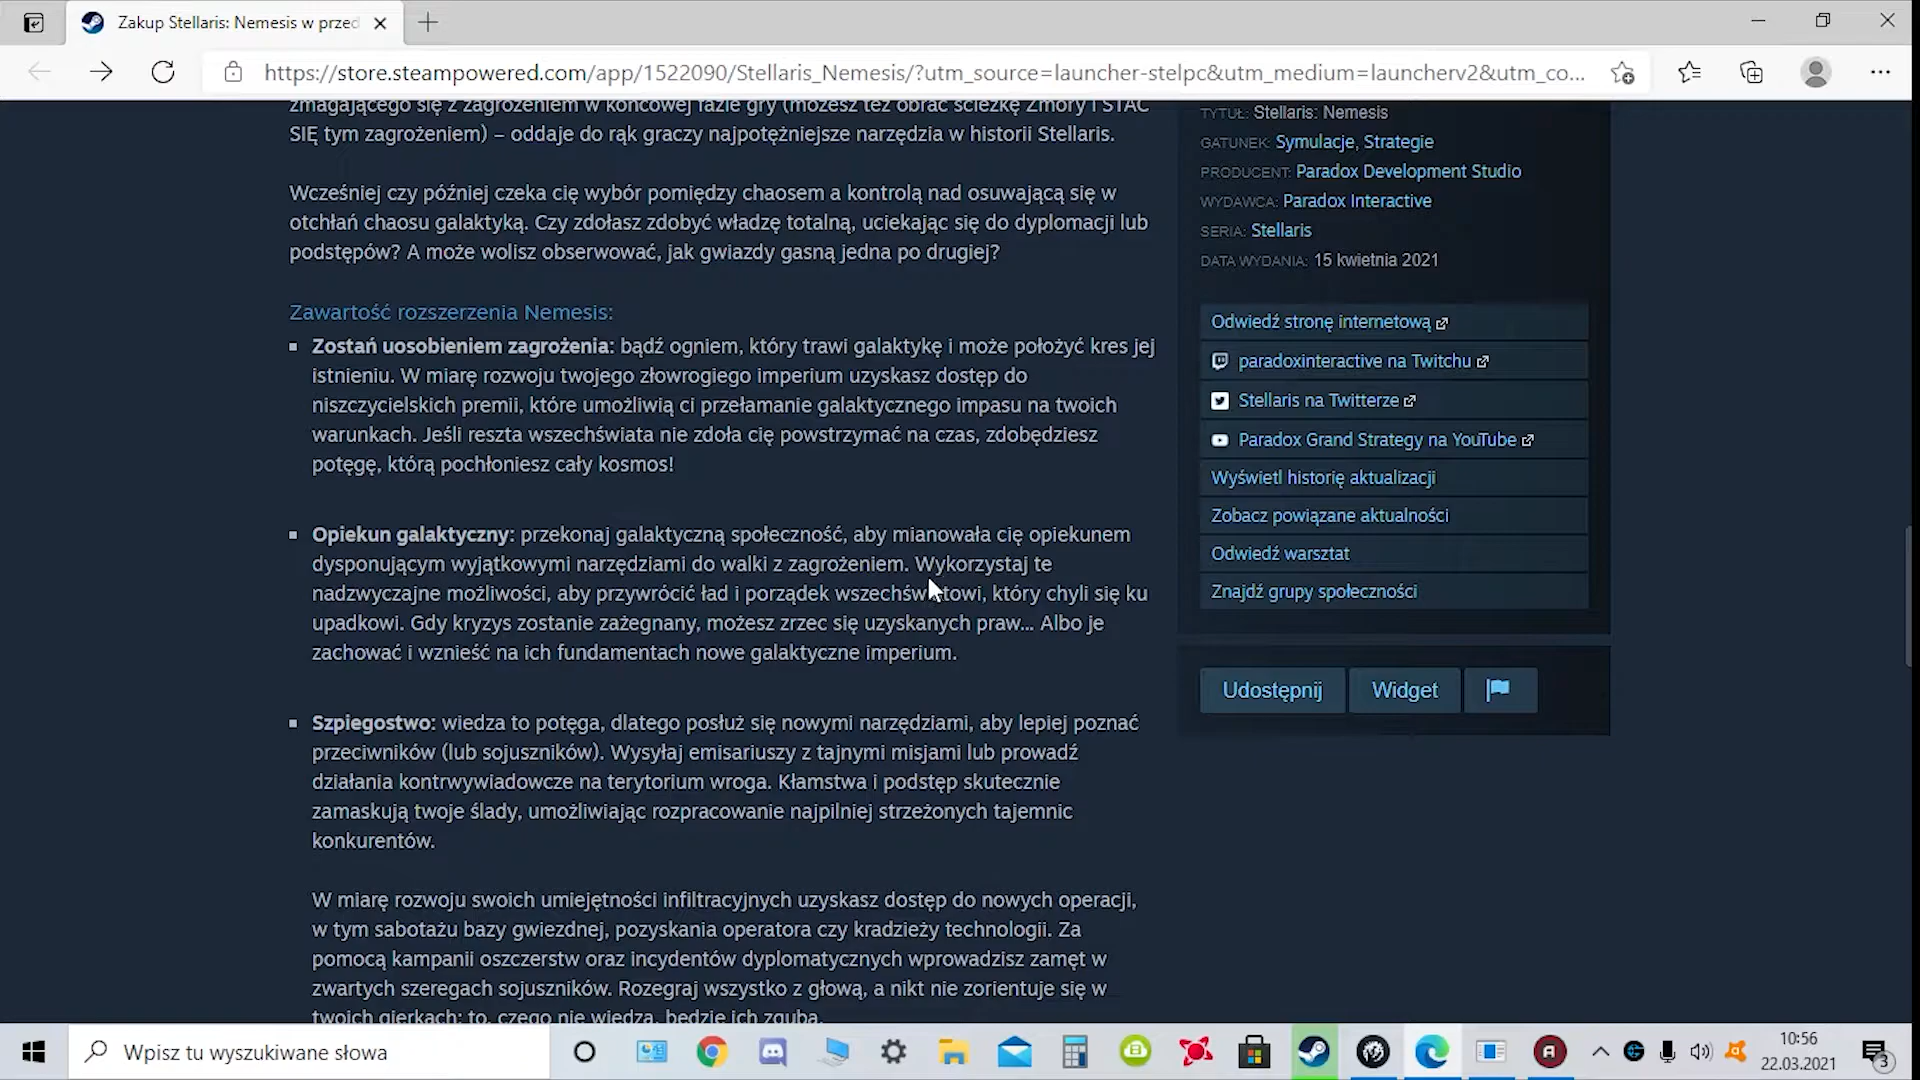 Zakup Stellaris: Nemesis w przed
https://store.steampowered.com/app/1522090/Stellaris_Nemesis/?utm_source=launcher-stelpc&utm_medium=launcherv2&utm_co...
zmagającego się z zagrożeniem w końcowej fazie gry (możesz też obrać ścieżkę Zmory i STAĆ
SIĘ tym zagrożeniem) – oddaje do rąk graczy najpotężniejsze narzędzia w historii Stellaris.
Wcześniej czy później czeka cię wybór pomiędzy chaosem a kontrolą nad osuwającą się w
otchłań chaosu galaktyką. Czy zdołasz zdobyć władzę totalną, uciekając się do dyplomacji lub
podstępów? A może wolisz obserwować, jak gwiazdy gasną jedna po drugiej?
Zawartość rozszerzenia Nemesis:
Zostań uosobieniem zagrożenia: bądź ogniem, który trawi galaktykę i może położyć kres jej
istnieniu. W miarę rozwoju twojego złowrogiego imperium uzyskasz dostęp do
niszczycielskich premii, które umożliwią ci przełamanie galaktycznego impasu na twoich
warunkach. Jeśli reszta wszechświata nie zdoła cię powstrzymać na czas, zdobędziesz
potęgę, którą pochłoniesz cały kosmos!
Opiekun galaktyczny: przekonaj galaktyczną społeczność, aby mianowała cię opiekunem
dysponującym wyjątkowymi narzędziami do walki z zagrożeniem. Wykorzystaj te
nadzwyczajne możliwości, aby przywrócić ład i porządek wszechświatowi, który chyli się ku
upadkowi. Gdy kryzys zostanie zażegnany, możesz zrzec się uzyskanych praw... Albo je
zachować i wznieść na ich fundamentach nowe galaktyczne imperium.
Szpiegostwo: wiedza to potęga, dlatego posłuż się nowymi narzędziami, aby lepiej poznać
przeciwników (lub sojuszników). Wysyłaj emisariuszy z tajnymi misjami lub prowadź
działania kontrwywiadowcze na terytorium wroga. Kłamstwa i podstęp skutecznie
zamaskują twoje ślady, umożliwiając rozpracowanie najpilniej strzeżonych tajemnic
konkurentów.
W miarę rozwoju swoich umiejętności infiltracyjnych uzyskasz dostęp do nowych operacji,
w tym sabotażu bazy gwiezdnej, pozyskania operatora czy kradzieży technologii. Za
pomocą kampanii oszczerstw oraz incydentów dyplomatycznych wprowadzisz zamęt w
zwartych szeregach sojuszników. Rozegraj wszystko z głową, a nikt nie zorientuje się w
twoich gierkach: to, czego nie wiedzą, będzie ich zgubą.
TYTUŁ: Stellaris: Nemesis
GATUNEK: Symulacje, Strategie
PRODUCENT: Paradox Development Studio
WYDAWCA: Paradox Interactive
SERIA: Stellaris
DATA WYDANIA: 15 kwietnia 2021
Odwiedź stronę internetową
paradoxinteractive na Twitchu
Stellaris na Twitterze
Paradox Grand Strategy na YouTube
Wyświetl historię aktualizacji
Zobacz powiązane aktualności
Odwiedź warsztat
Znajdź grupy społeczności
Udostępnij Widget
Wpisz tu wyszukiwane słowa
10:56
22.03.2021
3